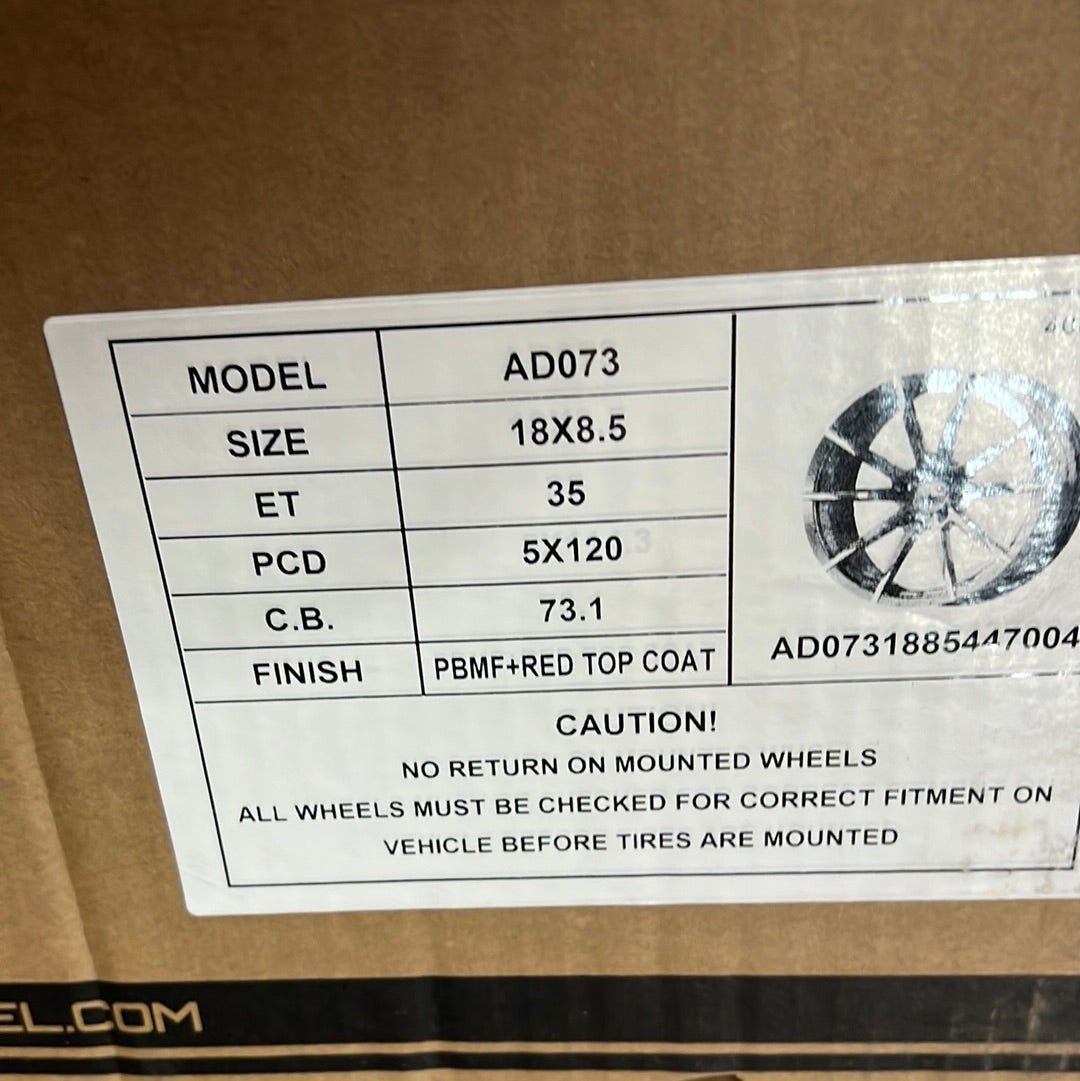 MODEL AD073
SIZE 18X8.5
ET 35
PCD 5X120
C.B. 73.1
FINISH PBMF+RED TOP COAT
AD0731885447004
CAUTION!
NO RETURN ON MOUNTED WHEELS
ALL WHEELS MUST BE CHECKED FOR CORRECT FITMENT ON
VEHICLE BEFORE TIRES ARE MOUNTED
EL.COM